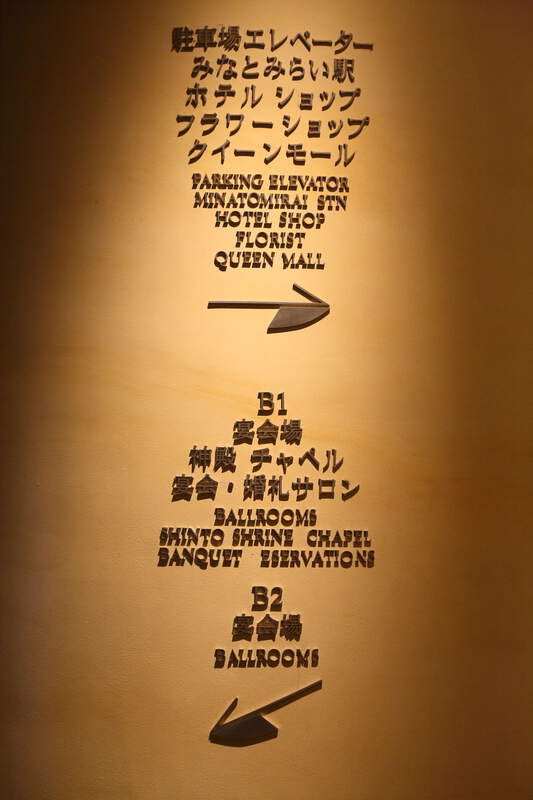 駐車場エレベーター
みなとみらい駅
ホテル ショップ
フラワーショップ
クイーンモール
PARKING ELEVATOR
MINATOMIRAI STN
HOTEL SHOP
FLORIST
QUEEN MALL
B1
宴会場
神殿 チャペル
宴会・婚礼サロン
BALLROOMS
SHINTO SHRINE CHAPEL
BANQUET ESERVATIONS
B2
宴会場
BALLROOMS